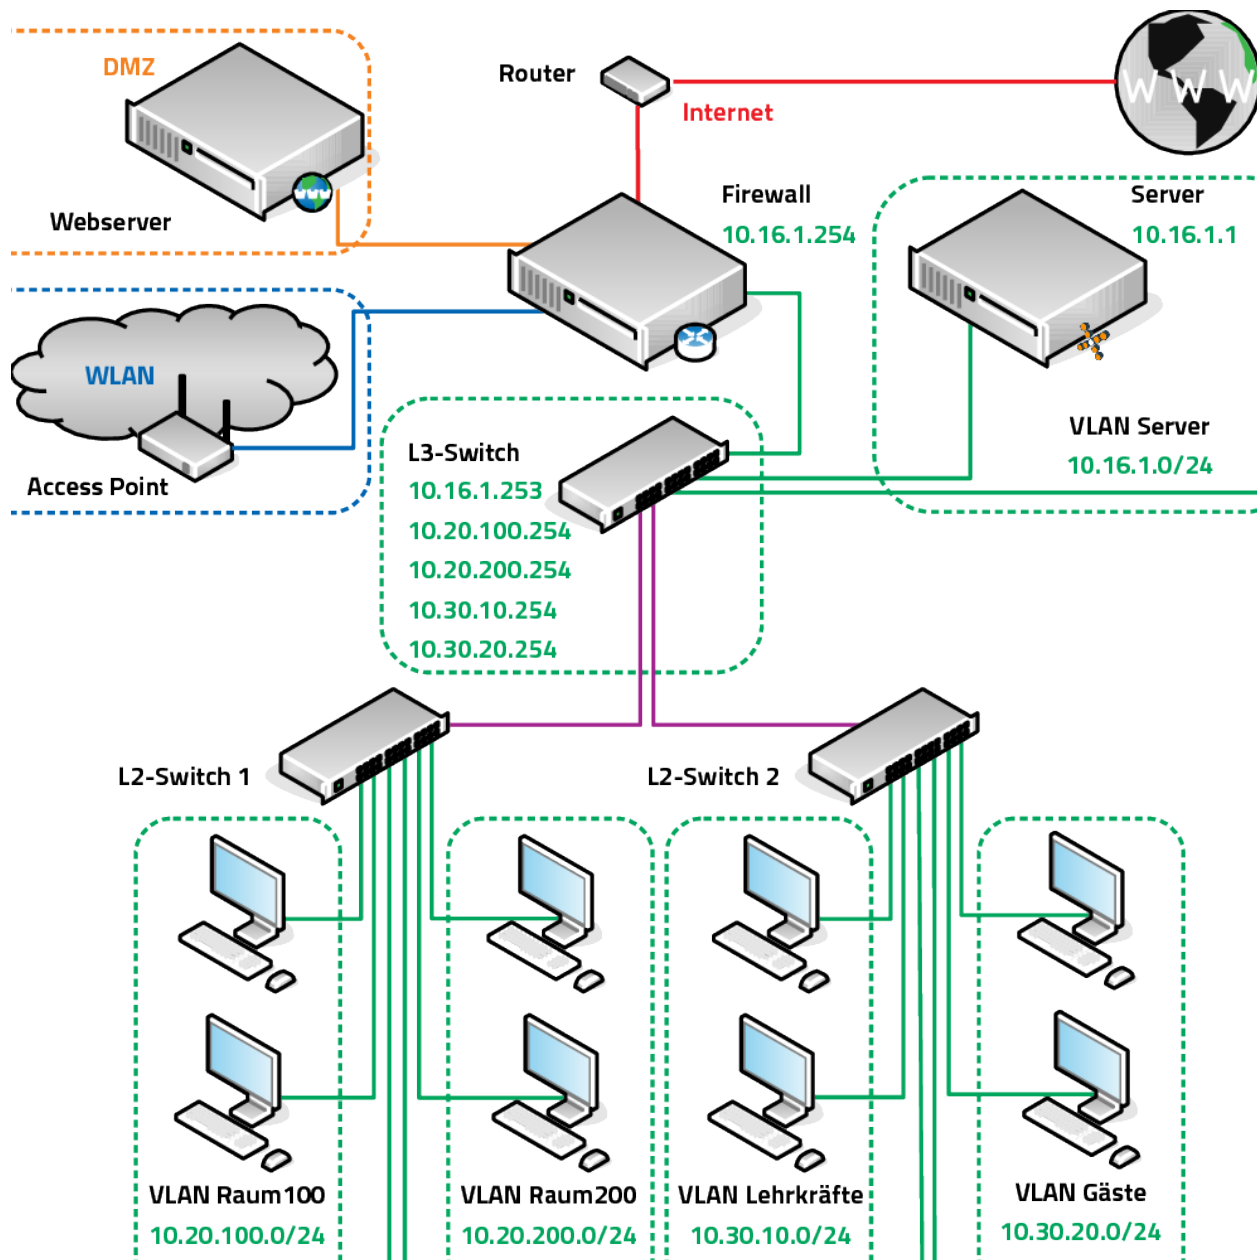 DMZ
Webserver
Router
Internet
WWW
www
Firewall
10.16.1.254
Server
10.16.1.1
WLAN
Access Point
L3-Switch
10.16.1.253
10.20.100.254
10.20.200.254
10.30.10.254
10.30.20.254
VLAN Server
10.16.1.0/24
L2-Switch 1
L2-Switch 2
VLAN Raum100
10.20.100.0/24
VLAN Raum200
10.20.200.0/24
VLAN Lehrkräfte
10.30.10.0/24
VLAN Gäste
10.30.20.0/24